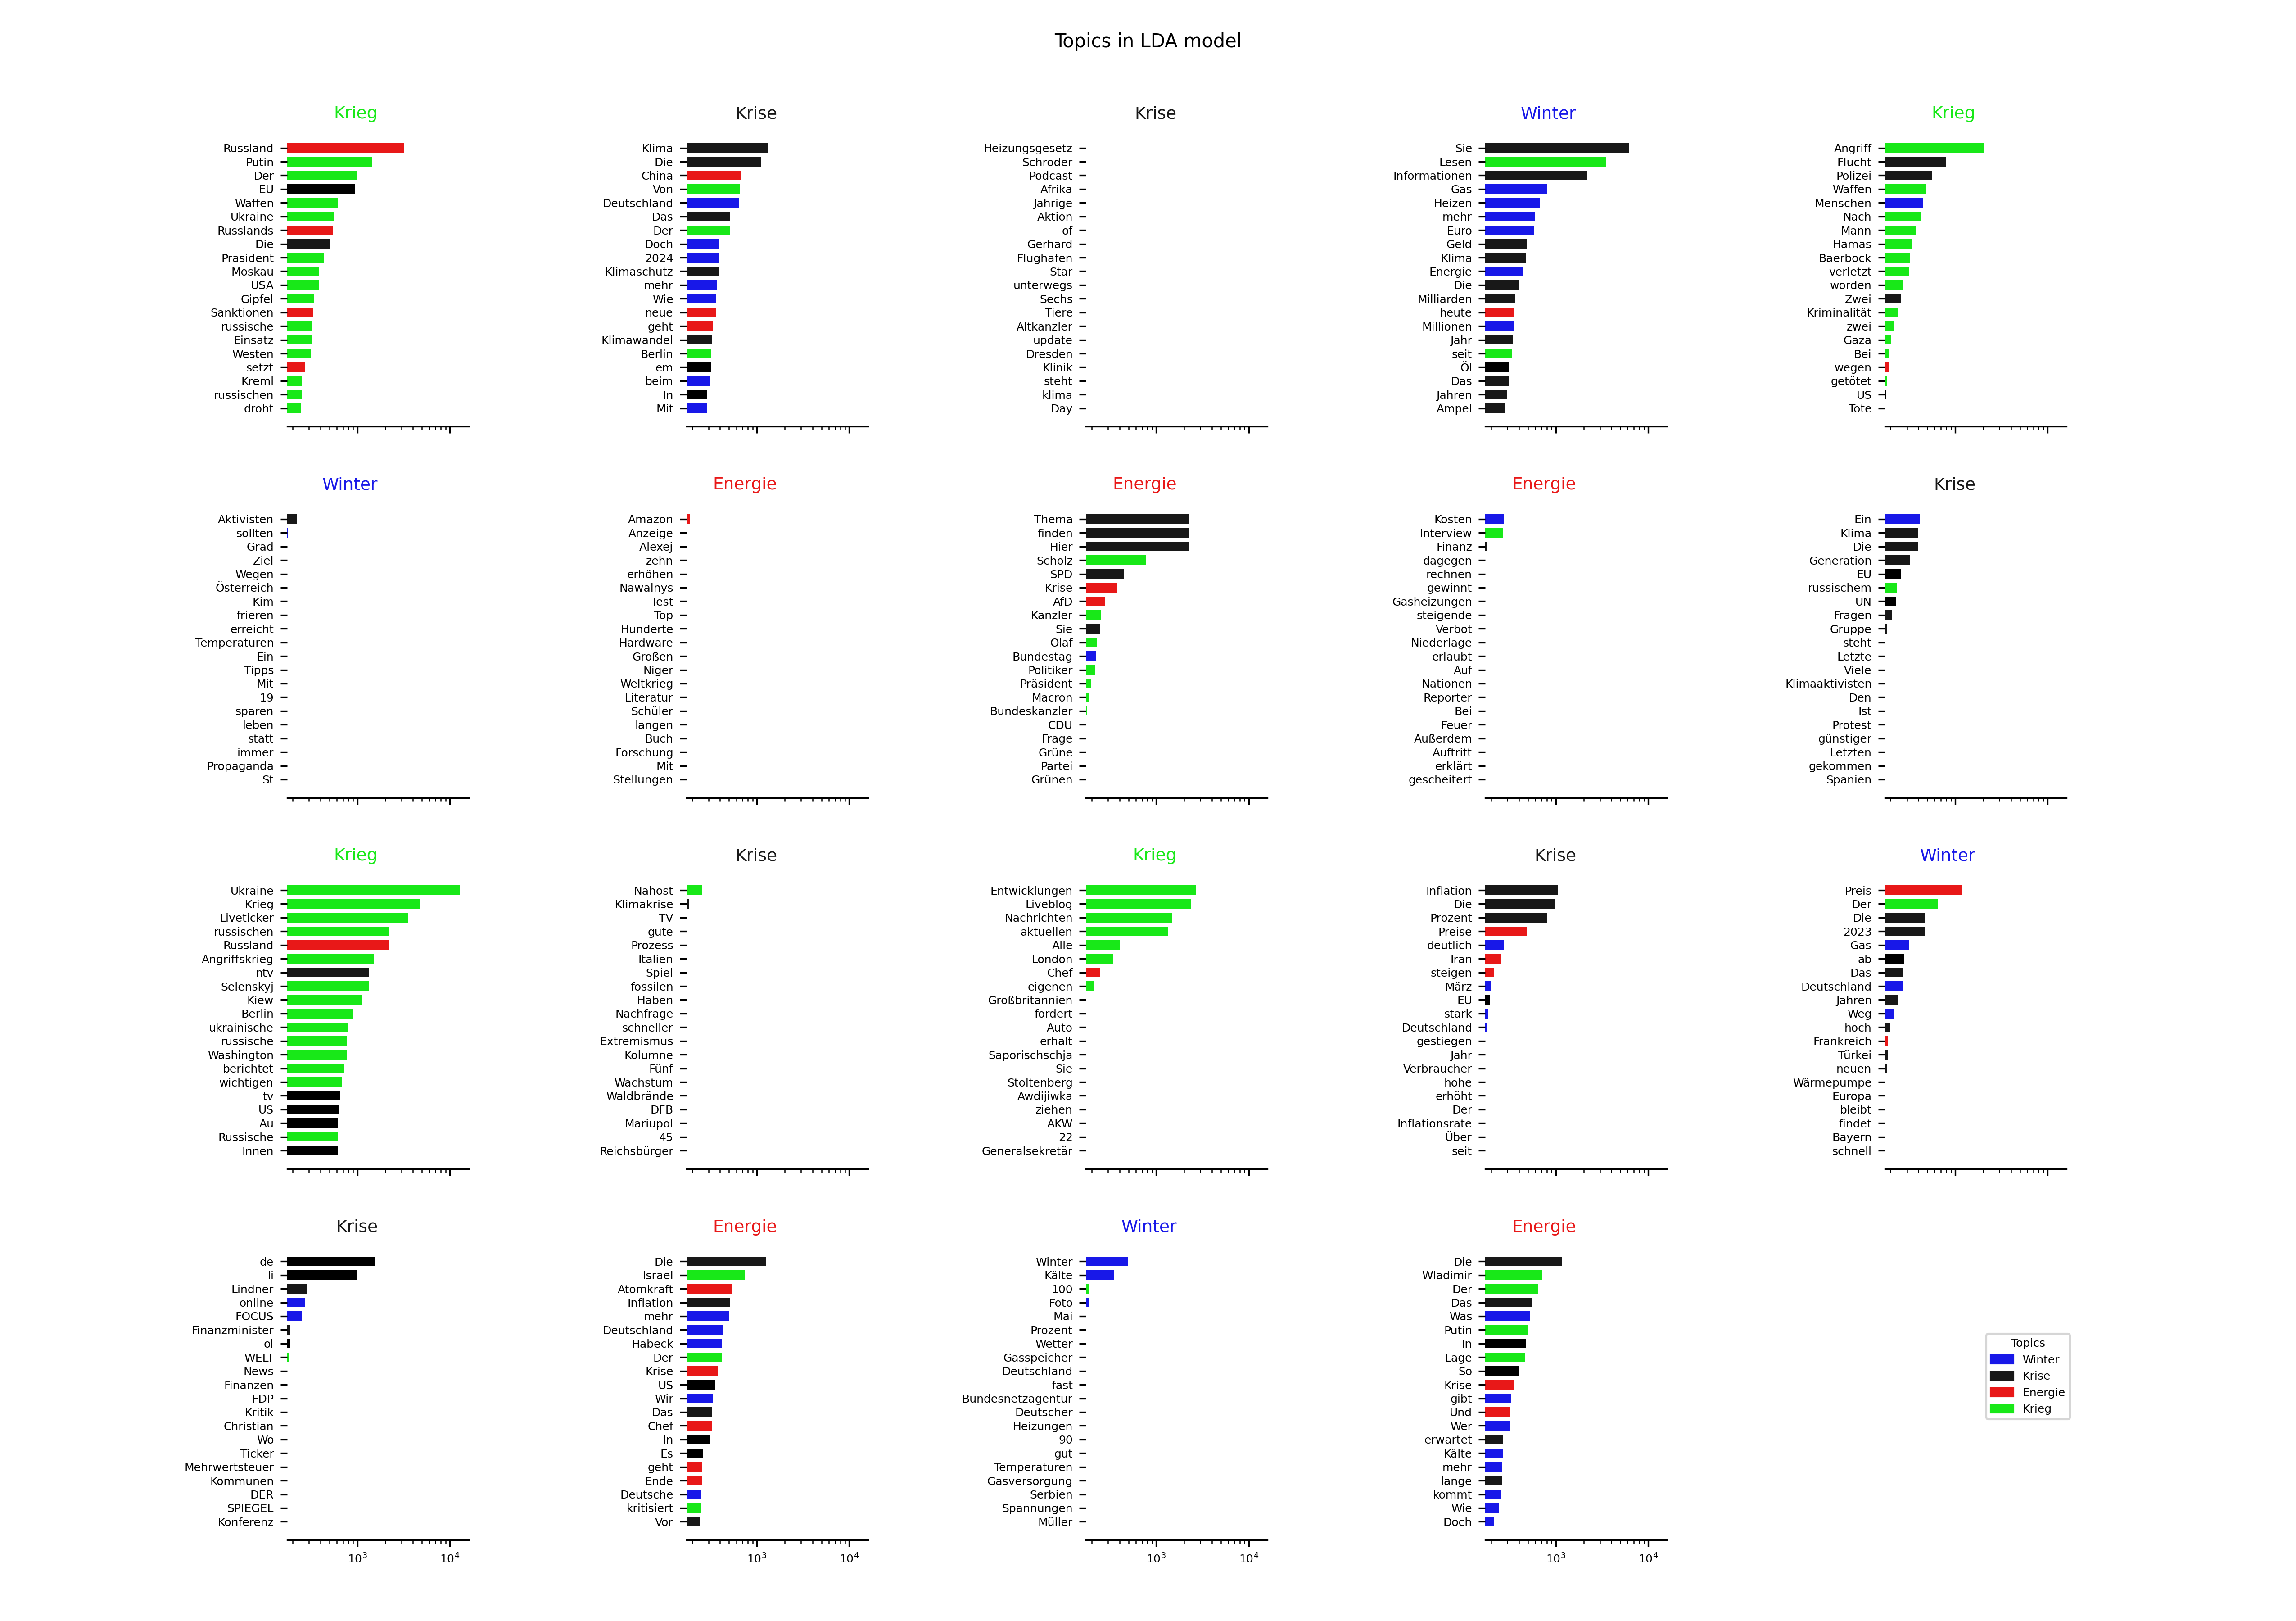 Topics in LDA model
Krieg
Russland
Putin
Der
EU
Waffen
Ukraine
Russlands
Die
Präsident
Moskau
USA
Gipfel
Sanktionen
russische
Einsatz
Westen
setzt
Kreml
russischen
droht
Krise
Klima
Die
China
Von
Deutschland
Das
Der
Doch
2024
Klimaschutz
mehr
Wie
neue
geht
Klimawandel
Berlin
em
beim
In
Mit
Krise
Heizungsgesetz
Schröder
Podcast
Afrika
Jährige
Aktion
of
Gerhard
Flughafen
Star
unterwegs
Sechs
Tiere
Altkanzler
update
Dresden
Klinik
steht
klima
Day
Winter
Sie
Lesen
Informationen
Gas
Heizen
mehr
Euro
Geld
Klima
Energie
Die
Milliarden
heute
Millionen
Jahr
seit
Öl
Das
Jahren
Ampel
Krieg
Angriff
Flucht
Polizei
Waffen
Menschen
Nach
Mann
Hamas
Baerbock
verletzt
worden
Zwei
Kriminalität
zwei
Gaza
Bei
wegen
getötet
US
Tote
Winter
Aktivisten
sollten
Grad
Ziel
Wegen
Österreich
Kim
frieren
erreicht
Temperaturen
Ein
Tipps
Mit
19
sparen
leben
statt
immer
Propaganda
St
Energie
Amazon
Anzeige
Alexej
zehn
erhöhen
Nawalnys
Test
Top
Hunderte
Hardware
Großen
Niger
Weltkrieg
Literatur
Schüler
langen
Buch
Forschung
Mit
Stellungen
Energie
Thema
finden
Hier
Scholz
SPD
Krise
AfD
Kanzler
Sie
Olaf
Bundestag
Politiker
Präsident
Macron
Bundeskanzler
CDU
Frage
Grüne
Partei
Grünen
Energie
Kosten
Interview
Finanz
dagegen
rechnen
gewinnt
Gasheizungen
steigende
Verbot
Niederlage
erlaubt
Auf
Nationen
Reporter
Bei
Feuer
Außerdem
Auftritt
erklärt
gescheitert
Krise
Ein
Klima
Die
Generation
EU
russischem
UN
Fragen
Gruppe
steht
Letzte
Viele
Klimaaktivisten
Den
Ist
Protest
günstiger
Letzten
gekommen
Spanien
Krieg
Ukraine
Krieg
Liveticker
russischen
Russland
Angriffskrieg
ntv
Selenskyj
Kiew
Berlin
ukrainische
russische
Washington
berichtet
wichtigen
tv
US
Au
Russische
Innen
Krise
Nahost
Klimakrise
TV
gute
Prozess
Italien
Spiel
fossilen
Haben
Nachfrage
schneller
Extremismus
Kolumne
Fünf
Wachstum
Waldbrände
DFB
Mariupol
45
Reichsbürger
Krieg
Entwicklungen
Liveblog
Nachrichten
aktuellen
Alle
London
Chef
eigenen
Großbritannien
fordert
Auto
erhält
Saporischschja
Sie
Stoltenberg
Awdijiwka
ziehen
AKW
22
Generalsekretär
Krise
Inflation
Die
Prozent
Preise
deutlich
Iran
steigen
März
EU
stark
Deutschland
gestiegen
Jahr
Verbraucher
hohe
erhöht
Der
Inflationsrate
Über
seit
Winter
Preis
Der
Die
2023
Gas
ab
Das
Deutschland
Jahren
Weg
hoch
Frankreich
Türkei
neuen
Wärmepumpe
Europa
bleibt
findet
Bayern
schnell
Krise
de
li
Lindner
online
FOCUS
Finanzminister
ol
WELT
News
Finanzen
FDP
Kritik
Christian
Wo
Ticker
Mehrwertsteuer
Kommunen
DER
SPIEGEL
Konferenz
10³ 10⁴
Energie
Die
Israel
Atomkraft
Inflation
mehr
Deutschland
Habeck
Der
Krise
US
Wir
Das
Chef
In
Es
geht
Ende
Deutsche
kritisiert
Vor
10³ 10⁴
Winter
Winter
Kälte
100
Foto
Mai
Prozent
Wetter
Gasspeicher
Deutschland
fast
Bundesnetzagentur
Deutscher
Heizungen
90
gut
Temperaturen
Gasversorgung
Serbien
Spannungen
Müller
10³ 10⁴
Energie
Die
Wladimir
Der
Das
Was
Putin
In
Lage
So
Krise
gibt
Und
Wer
erwartet
Kälte
mehr
lange
kommt
Wie
Doch
10³ 10⁴
Topics
Winter
Krise
Energie
Krieg